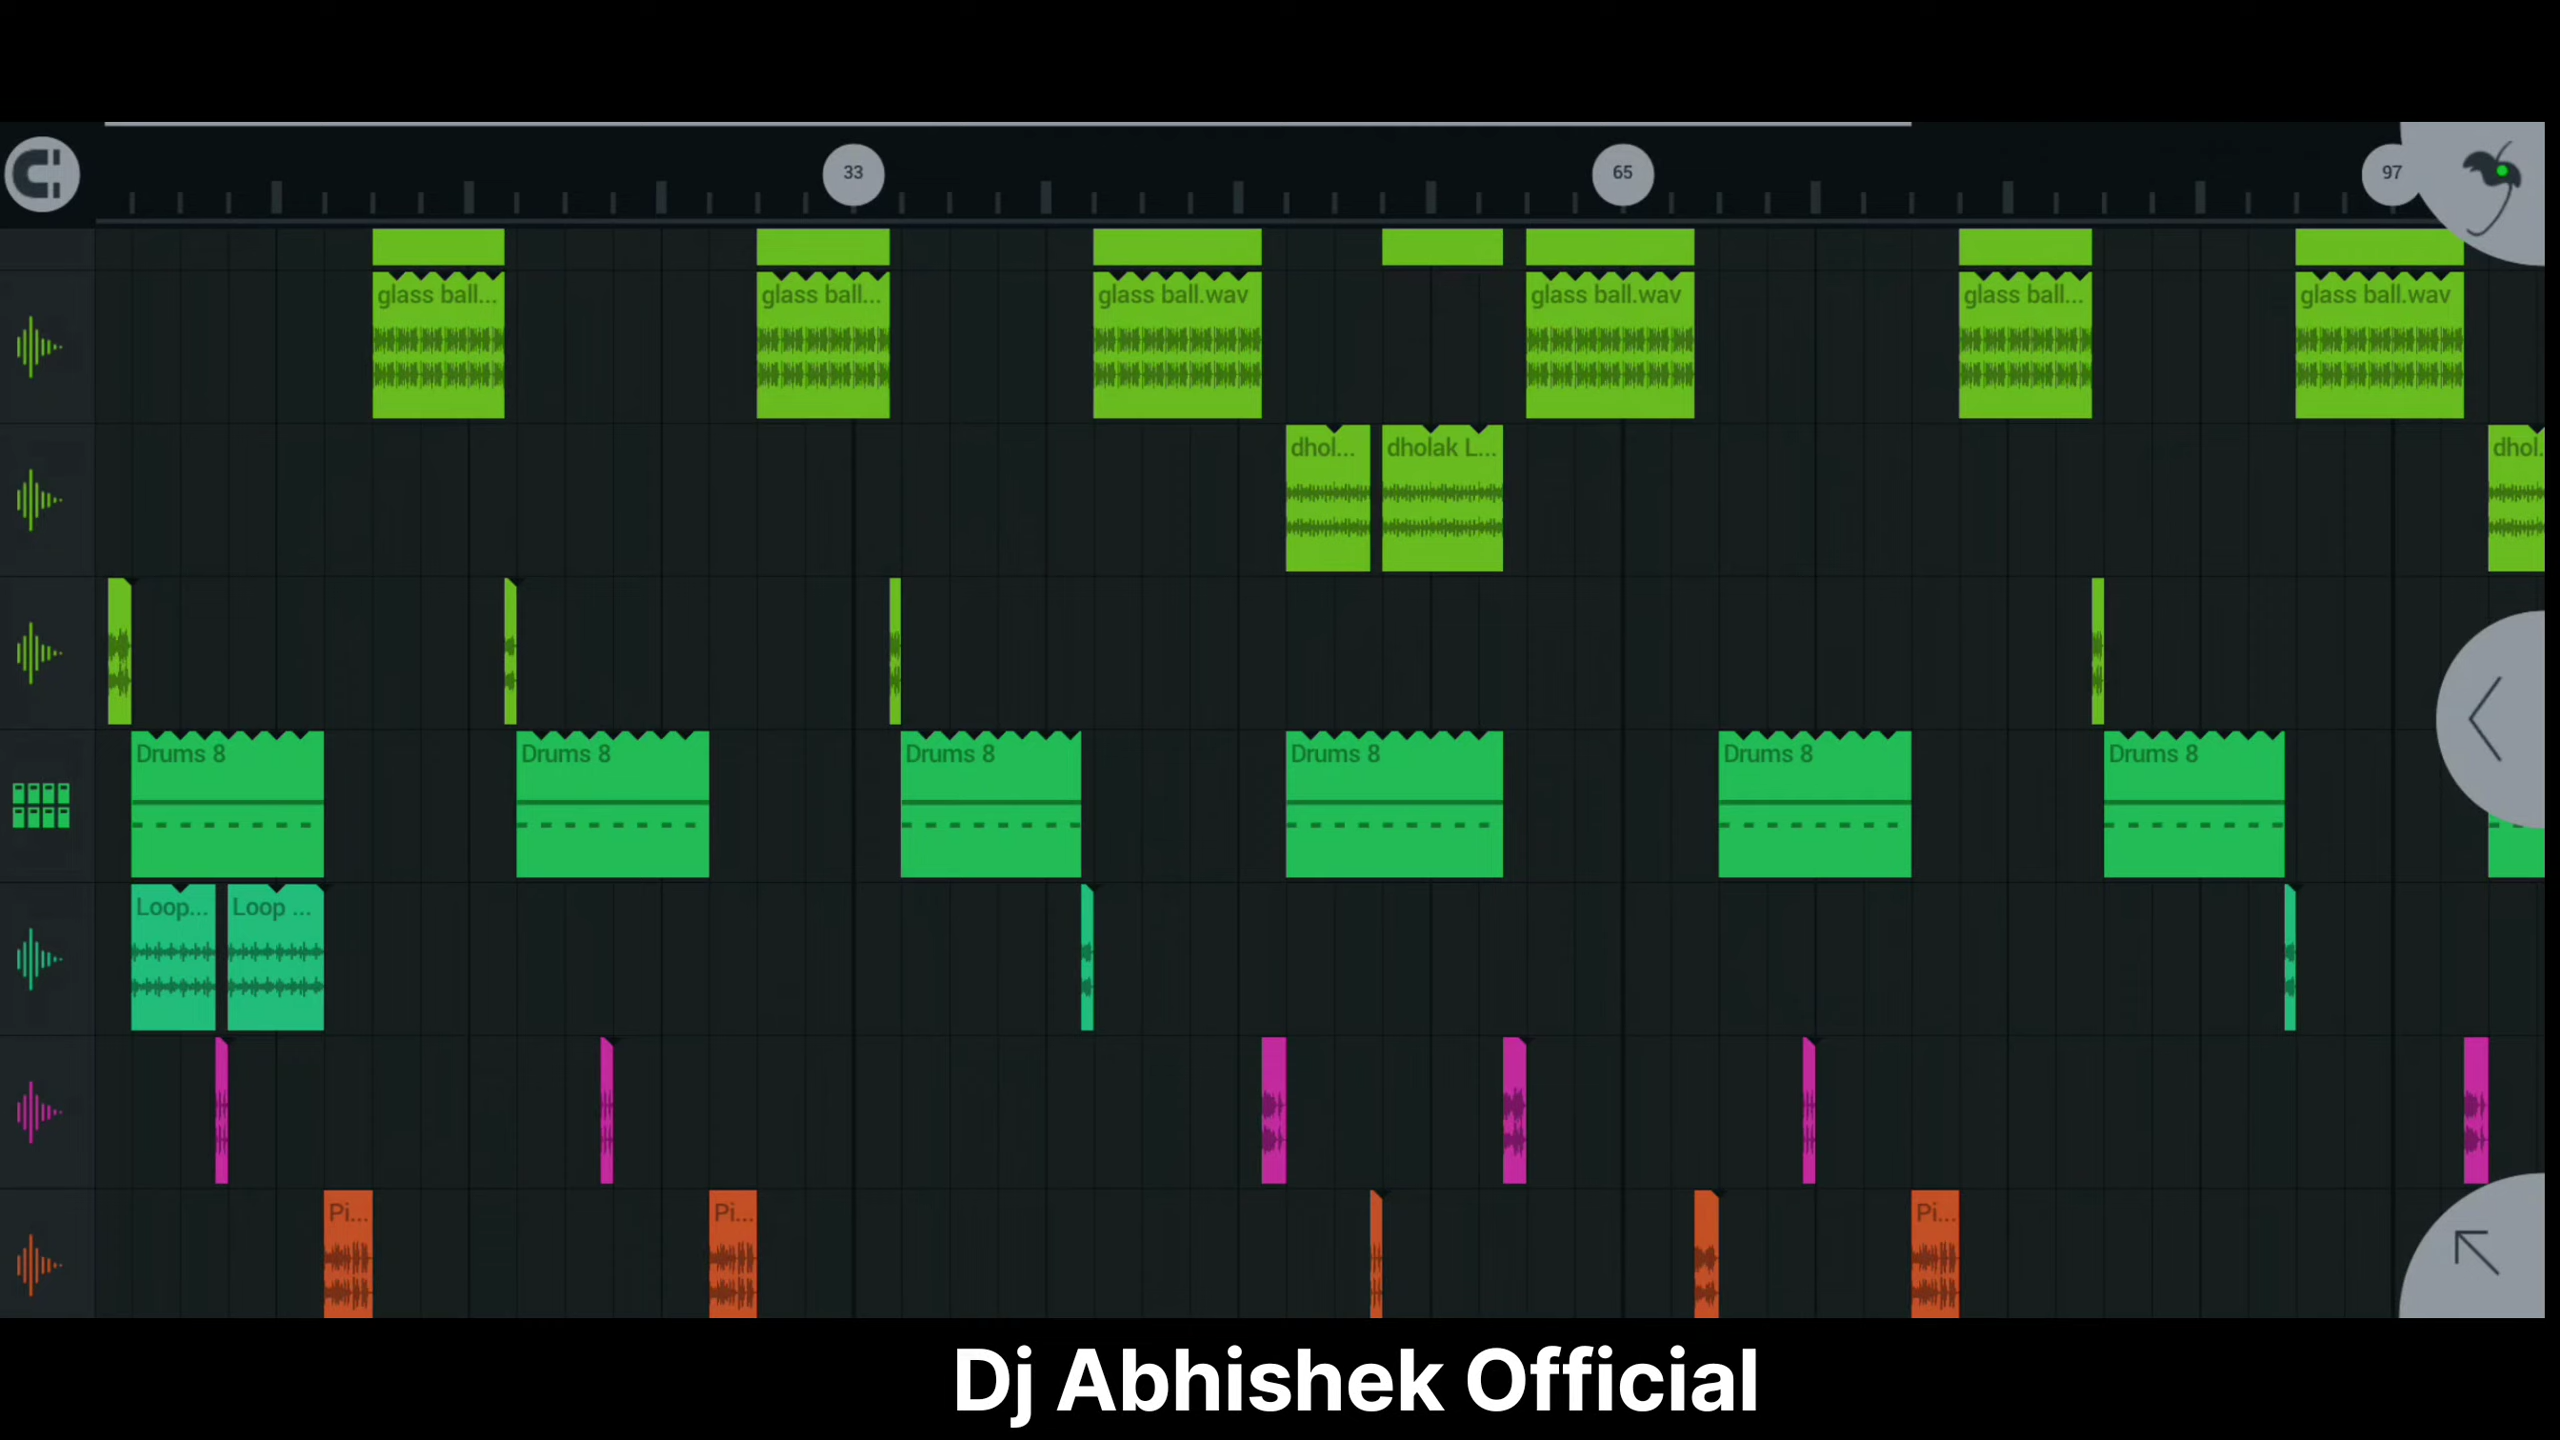 33 65 97
glass ball... glass ball... glass ball.wav glass ball.wav glass ball... glass ball.wav
dhol... dholak L... dhol.
Drums 8 Drums 8 Drums 8 Drums 8 Drums 8 Drums 8
Loop... Loop ...
Pi... Pi... Pi...
Dj Abhishek Official